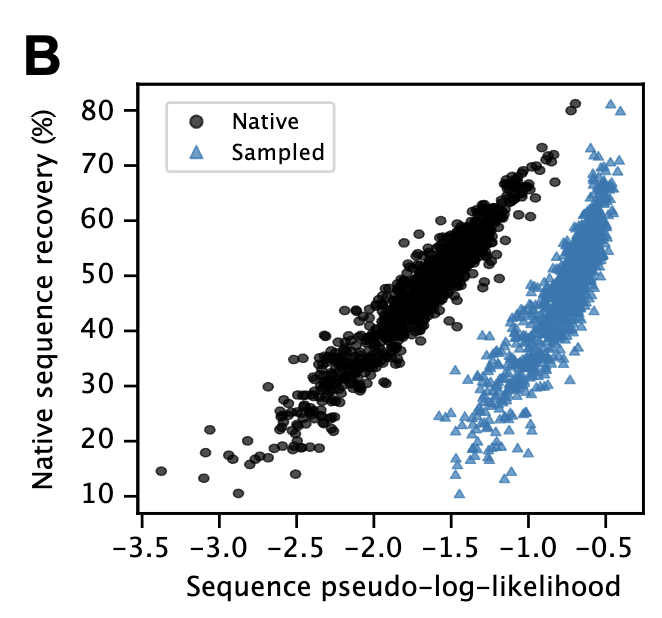 B
Native sequence recovery (%)
80
70
60
50
40
30
20
10
Native
Sampled
−3.5 −3.0 −2.5 −2.0 −1.5 −1.0 −0.5
Sequence pseudo−log−likelihood